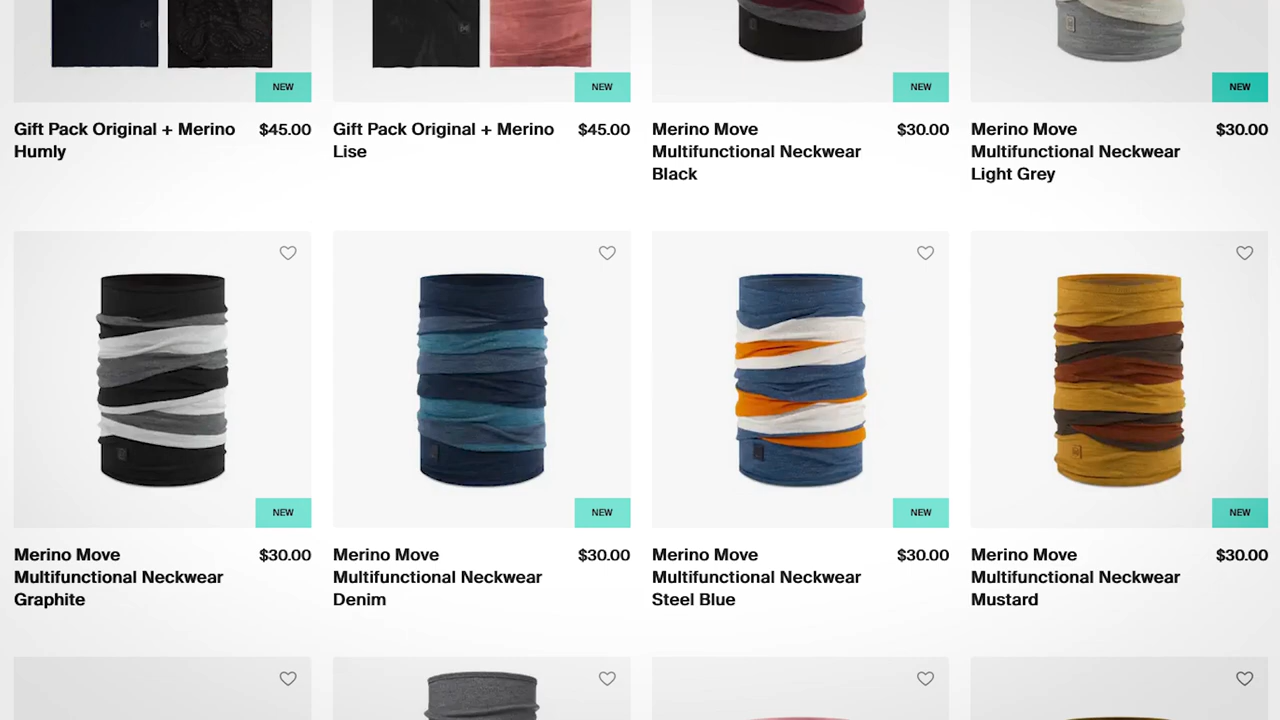 NEW
NEW
NEW
NEW
Gift Pack Original + Merino $45.00
Humly
Gift Pack Original + Merino $45.00
Lise
Merino Move $30.00
Multifunctional Neckwear
Black
Merino Move $30.00
Multifunctional Neckwear
Light Grey
NEW
NEW
NEW
NEW
Merino Move $30.00
Multifunctional Neckwear
Graphite
Merino Move $30.00
Multifunctional Neckwear
Denim
Merino Move $30.00
Multifunctional Neckwear
Steel Blue
Merino Move $30.00
Multifunctional Neckwear
Mustard